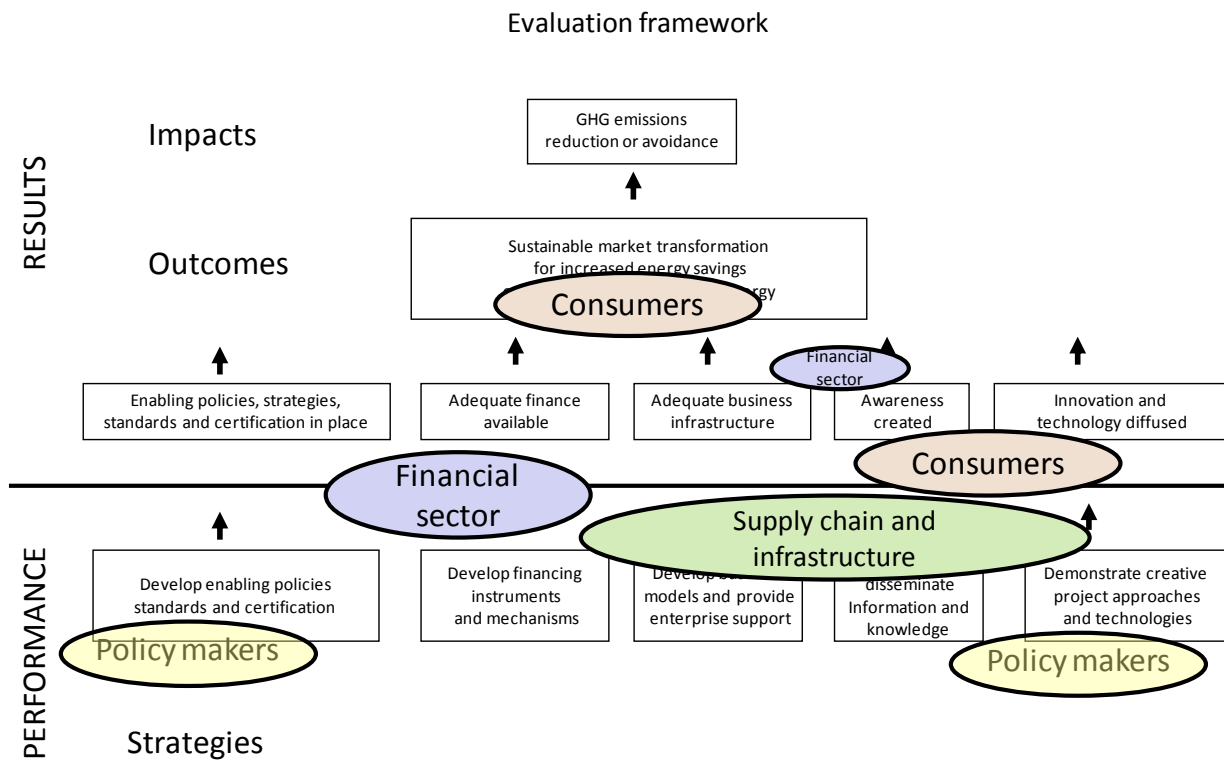 Evaluation framework
RESULTS
Impacts
GHG emissions
reduction or avoidance
Outcomes
Sustainable market transformation
for increased energy savings
Consumers
Financial
sector
Enabling policies, strategies,
standards and certification in place
Adequate finance
available
Adequate business
infrastructure
Awareness
created
Innovation and
technology diffused
Consumers
Financial
sector
Supply chain and
infrastructure
PERFORMANCE
Develop enabling policies
standards and certification
Develop financing
instruments
and mechanisms
Develop
models and provide
enterprise support
disseminate
Information and
knowledge
Demonstrate creative
project approaches
and technologies
Policy makers
Policy makers
Strategies